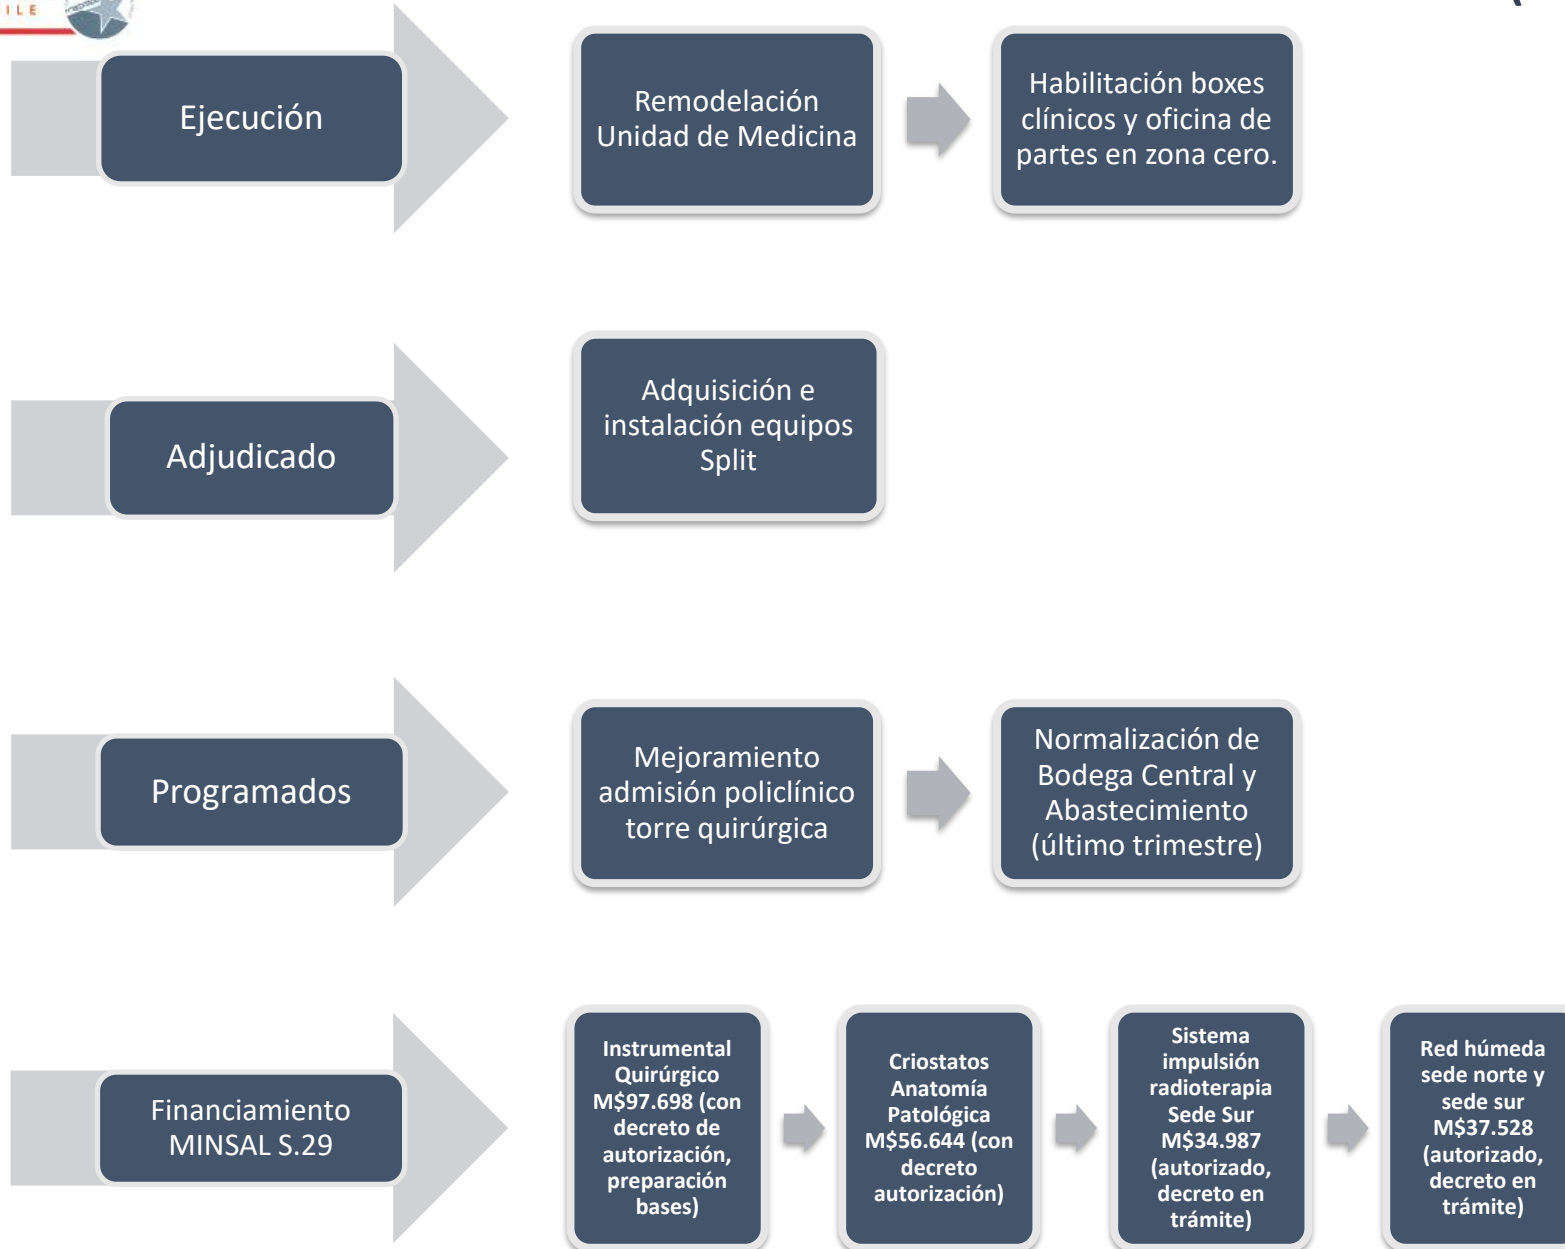 ILE
Ejecución
Remodelación
Unidad de Medicina
Habilitación boxes
clínicos y oficina de
partes en zona cero.
Adjudicado
Adquisición e
instalación equipos
Split
Programados
Mejoramiento
admisión policlínico
torre quirúrgica
Normalización de
Bodega Central y
Abastecimiento
(último trimestre)
Financiamiento
MINSAL S.29
Instrumental
Quirúrgico
M$97.698 (con
decreto de
autorización,
preparación
bases)
Criostatos
Anatomía
Patológica
M$56.644 (con
decreto
autorización)
Sistema
impulsión
radioterapia
Sede Sur
M$34.987
(autorizado,
decreto en
trámite)
Red húmeda
sede norte y
sede sur
M$37.528
(autorizado,
decreto en
trámite)